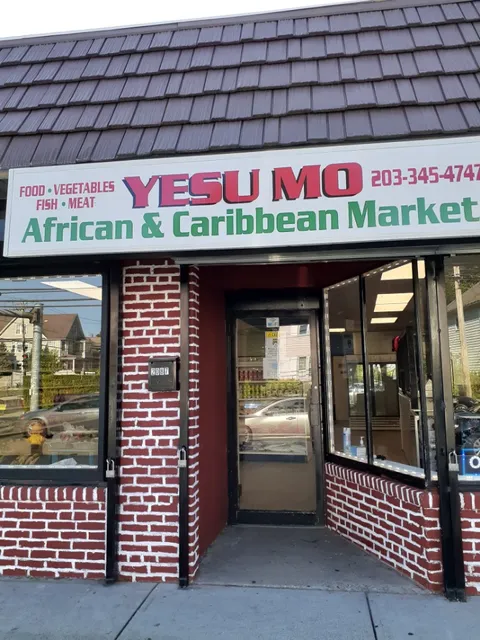 FOOD • VEGETABLES
FISH • MEAT
YESU MO
203-345-4747
African & Caribbean Market